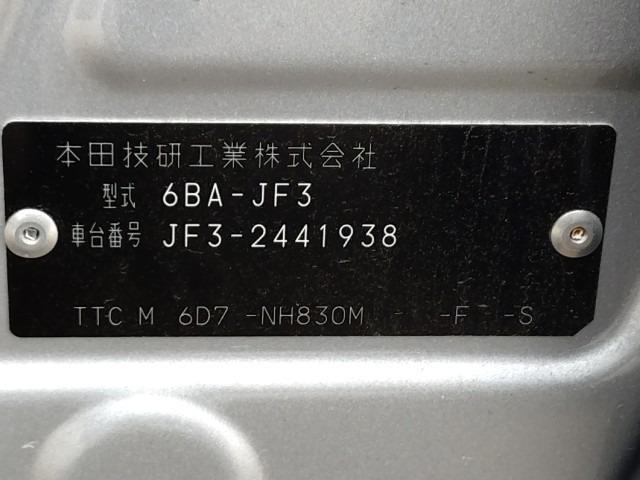 本田技研工業株式会社
型式 6BA-JF3
車台番号 JF3-2441938
TTC M 6D7 -NH830M - -F -S